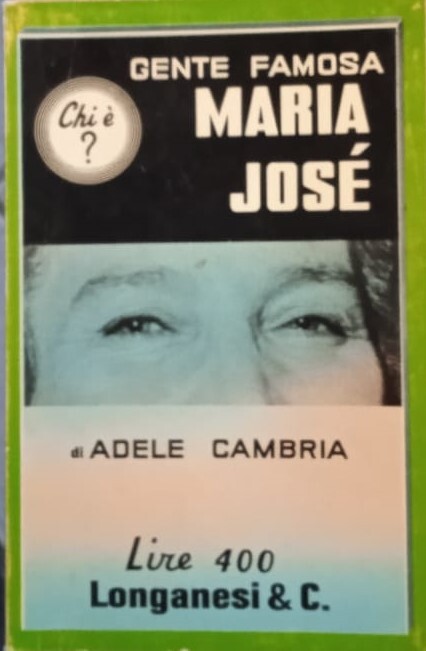 GENTE FAMOSA
Chi è
?
MARIA
JOSÉ
di ADELE CAMBRIA
Lire 400
Longanesi & C.